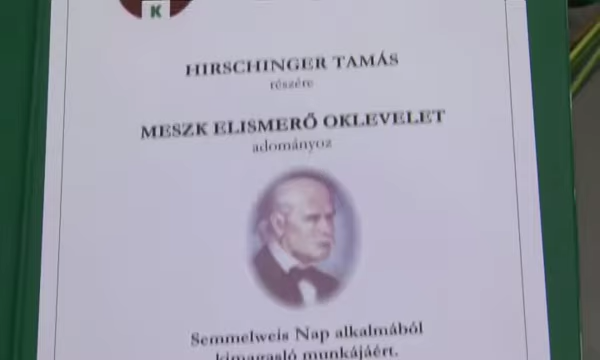 K
HIRSCHINGER TAMÁS
részére
MESZK ELISMERŐ OKLEVELET
adományoz
Semmelweis Nap alkalmából
kimagasló munkájáért.